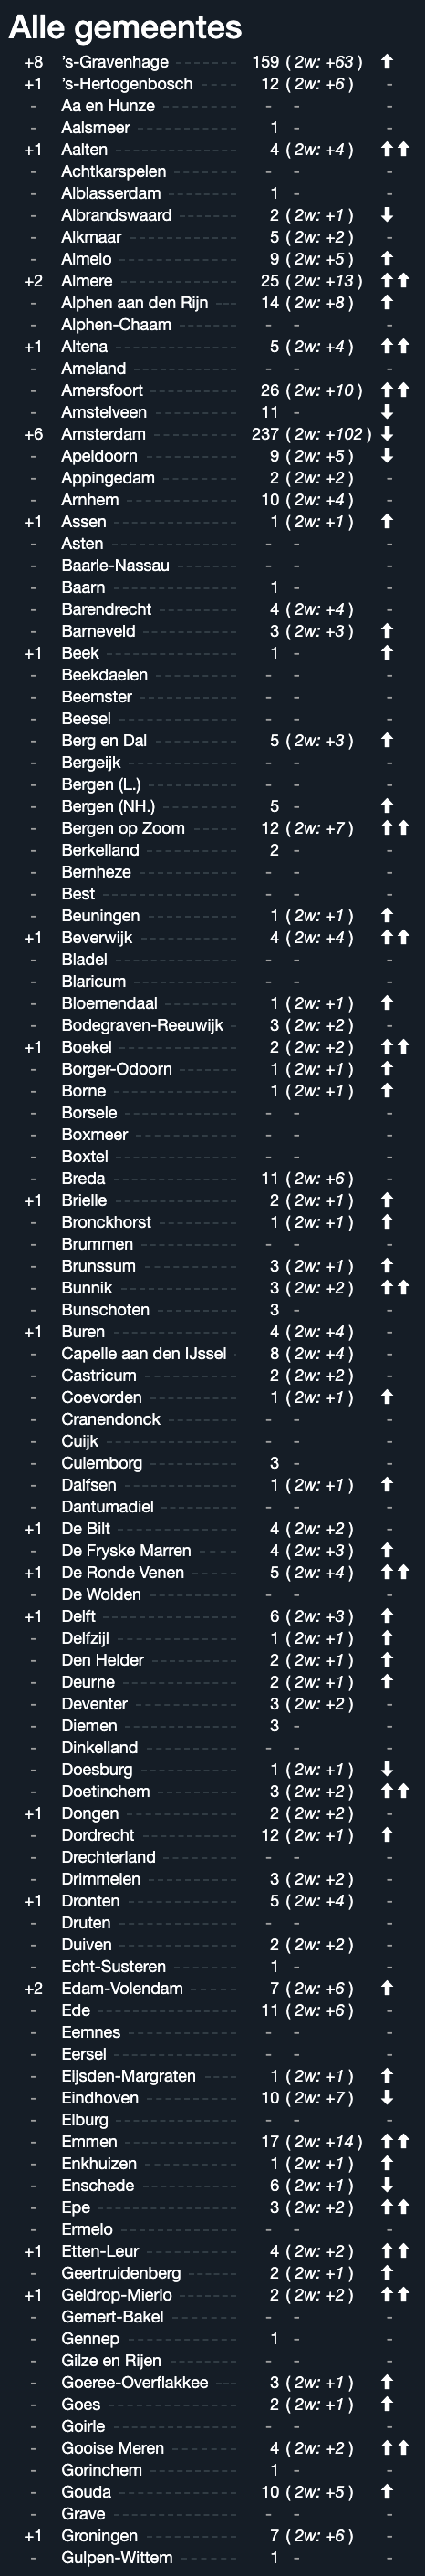 Alle gemeentes
+8 's-Gravenhage 159 ( 2w: +63 ) ⬆
+1 's-Hertogenbosch 12 ( 2w: +6 ) -
- Aa en Hunze - - -
- Aalsmeer 1 - -
+1 Aalten 4 ( 2w: +4 ) ⬆⬆
- Achtkarspelen - - -
- Alblasserdam 1 - -
- Albrandswaard 2 ( 2w: +1 ) ⬇
- Alkmaar 5 ( 2w: +2 ) -
- Almelo 9 ( 2w: +5 ) ⬆
+2 Almere 25 ( 2w: +13 ) ⬆⬆
- Alphen aan den Rijn 14 ( 2w: +8 ) ⬆
- Alphen-Chaam - - -
+1 Altena 5 ( 2w: +4 ) ⬆⬆
- Ameland - - -
- Amersfoort 26 ( 2w: +10 ) ⬆⬆
- Amstelveen 11 - ⬇
+6 Amsterdam 237 ( 2w: +102 ) ⬇
- Apeldoorn 9 ( 2w: +5 ) ⬇
- Appingedam 2 ( 2w: +2 ) -
- Arnhem 10 ( 2w: +4 ) -
+1 Assen 1 ( 2w: +1 ) ⬆
- Asten - - -
- Baarle-Nassau - - -
- Baarn 1 - -
- Barendrecht 4 ( 2w: +4 ) -
- Barneveld 3 ( 2w: +3 ) ⬆
+1 Beek 1 - ⬆
- Beekdaelen - - -
- Beemster - - -
- Beesel - - -
- Berg en Dal 5 ( 2w: +3 ) ⬆
- Bergeijk - - -
- Bergen (L.) - - -
- Bergen (NH.) 5 - ⬆
- Bergen op Zoom 12 ( 2w: +7 ) ⬆⬆
- Berkelland 2 - -
- Bernheze - - -
- Best - - -
- Beuningen 1 ( 2w: +1 ) ⬆
+1 Beverwijk 4 ( 2w: +4 ) ⬆⬆
- Bladel - - -
- Blaricum - - -
- Bloemendaal 1 ( 2w: +1 ) ⬆
- Bodegraven-Reeuwijk 3 ( 2w: +2 ) -
+1 Boekel 2 ( 2w: +2 ) ⬆⬆
- Borger-Odoorn 1 ( 2w: +1 ) ⬆
- Borne 1 ( 2w: +1 ) ⬆
- Borsele - - -
- Boxmeer - - -
- Boxtel - - -
- Breda 11 ( 2w: +6 ) -
+1 Brielle 2 ( 2w: +1 ) ⬆
- Bronckhorst 1 ( 2w: +1 ) ⬆
- Brummen - - -
- Brunssum 3 ( 2w: +1 ) ⬆
- Bunnik 3 ( 2w: +2 ) ⬆⬆
- Bunschoten 3 - -
+1 Buren 4 ( 2w: +4 ) -
- Capelle aan den IJssel 8 ( 2w: +4 ) -
- Castricum 2 ( 2w: +2 ) -
- Coevorden 1 ( 2w: +1 ) ⬆
- Cranendonck - - -
- Cuijk - - -
- Culemborg 3 - -
- Dalfsen 1 ( 2w: +1 ) ⬆
- Dantumadiel - - -
+1 De Bilt 4 ( 2w: +2 ) -
- De Fryske Marren 4 ( 2w: +3 ) ⬆
+1 De Ronde Venen 5 ( 2w: +4 ) ⬆⬆
- De Wolden - - -
+1 Delft 6 ( 2w: +3 ) ⬆
- Delfzijl 1 ( 2w: +1 ) ⬆
- Den Helder 2 ( 2w: +1 ) ⬆
- Deurne 2 ( 2w: +1 ) ⬆
- Deventer 3 ( 2w: +2 ) -
- Diemen 3 - -
- Dinkelland - - -
- Doesburg 1 ( 2w: +1 ) ⬇
- Doetinchem 3 ( 2w: +2 ) ⬆⬆
+1 Dongen 2 ( 2w: +2 ) -
- Dordrecht 12 ( 2w: +1 ) ⬆
- Drechterland - - -
- Drimmelen 3 ( 2w: +2 ) -
+1 Dronten 5 ( 2w: +4 ) -
- Druten - - -
- Duiven 2 ( 2w: +2 ) -
- Echt-Susteren 1 - -
+2 Edam-Volendam 7 ( 2w: +6 ) ⬆
- Ede 11 ( 2w: +6 ) -
- Eemnes - - -
- Eersel - - -
- Eijsden-Margraten 1 ( 2w: +1 ) ⬆
- Eindhoven 10 ( 2w: +7 ) ⬇
- Elburg - - -
- Emmen 17 ( 2w: +14 ) ⬆⬆
- Enkhuizen 1 ( 2w: +1 ) ⬆
- Enschede 6 ( 2w: +1 ) ⬇
- Epe 3 ( 2w: +2 ) ⬆⬆
- Ermelo - - -
+1 Etten-Leur 4 ( 2w: +2 ) ⬆⬆
- Geertruidenberg 2 ( 2w: +1 ) ⬆
+1 Geldrop-Mierlo 2 ( 2w: +2 ) ⬆⬆
- Gemert-Bakel - - -
- Gennep 1 - -
- Gilze en Rijen - - -
- Goeree-Overflakkee 3 ( 2w: +1 ) ⬆
- Goes 2 ( 2w: +1 ) ⬆
- Goirle - - -
- Gooise Meren 4 ( 2w: +2 ) ⬆⬆
- Gorinchem 1 - -
- Gouda 10 ( 2w: +5 ) ⬆
- Grave - - -
+1 Groningen 7 ( 2w: +6 ) -
- Gulpen-Wittem 1 - -